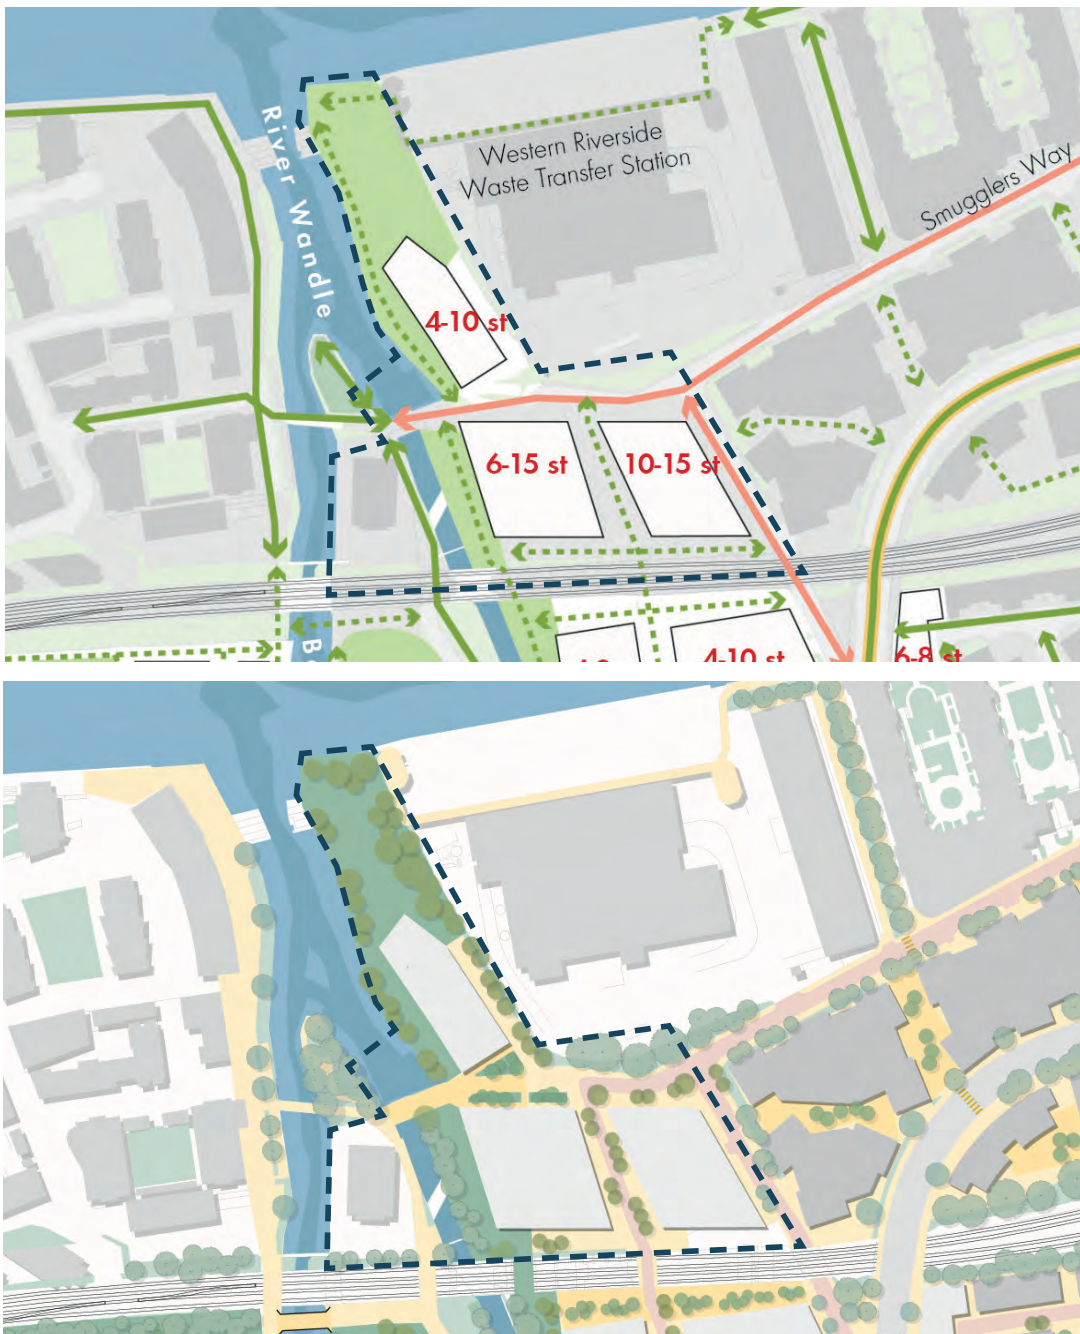 River Wandle
Western Riverside
Waste Transfer Station
Smugglers Way
4-10 st
6-15 st
10-15 st
4-10 st
6-8 st